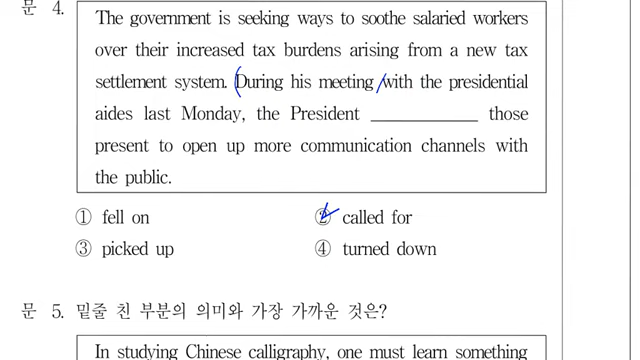 문 4.
The government is seeking ways to soothe salaried workers
over their increased tax burdens arising from a new tax
settlement system. During his meeting with the presidential
aides last Monday, the President ____________ those
present to open up more communication channels with
the public.
① fell on ② called for
③ picked up ④ turned down
문 5. 밑줄 친 부분의 의미와 가장 가까운 것은?
In studying Chinese calligraphy, one must learn something